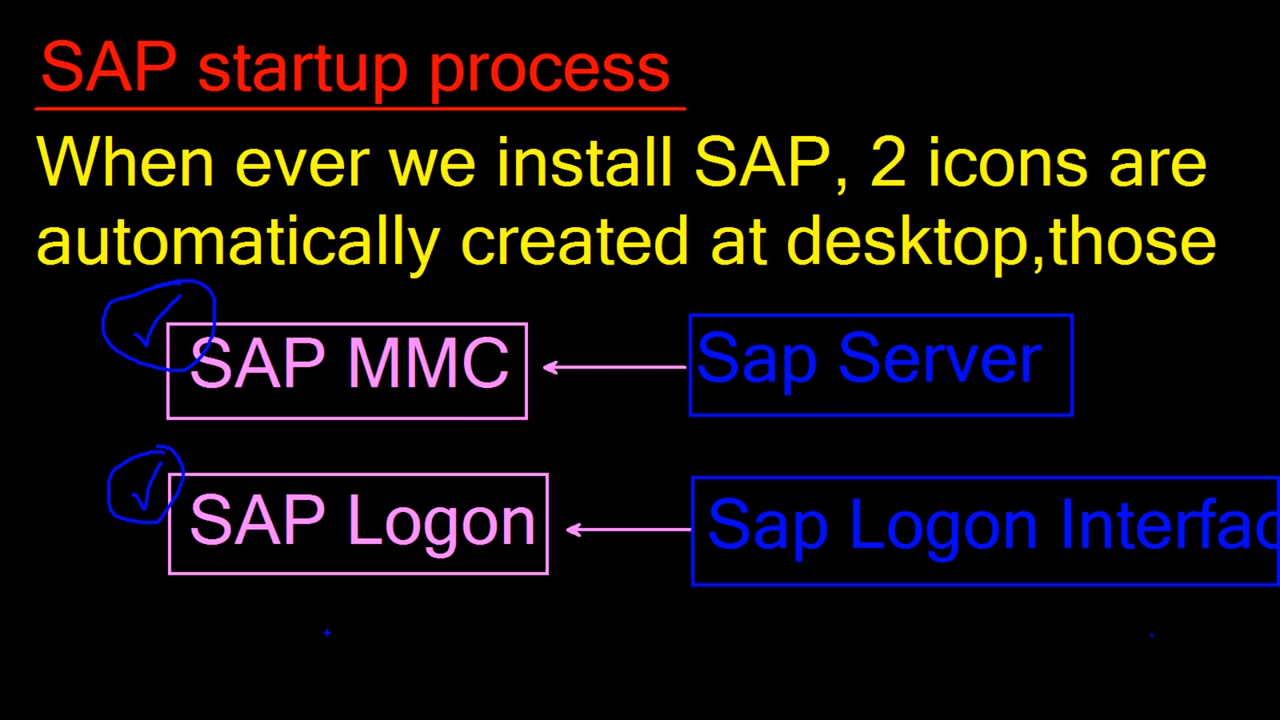 SAP startup process
When ever we install SAP, 2 icons are
automatically created at desktop,those
SAP MMC Sap Server
SAP Logon Sap Logon Interfac